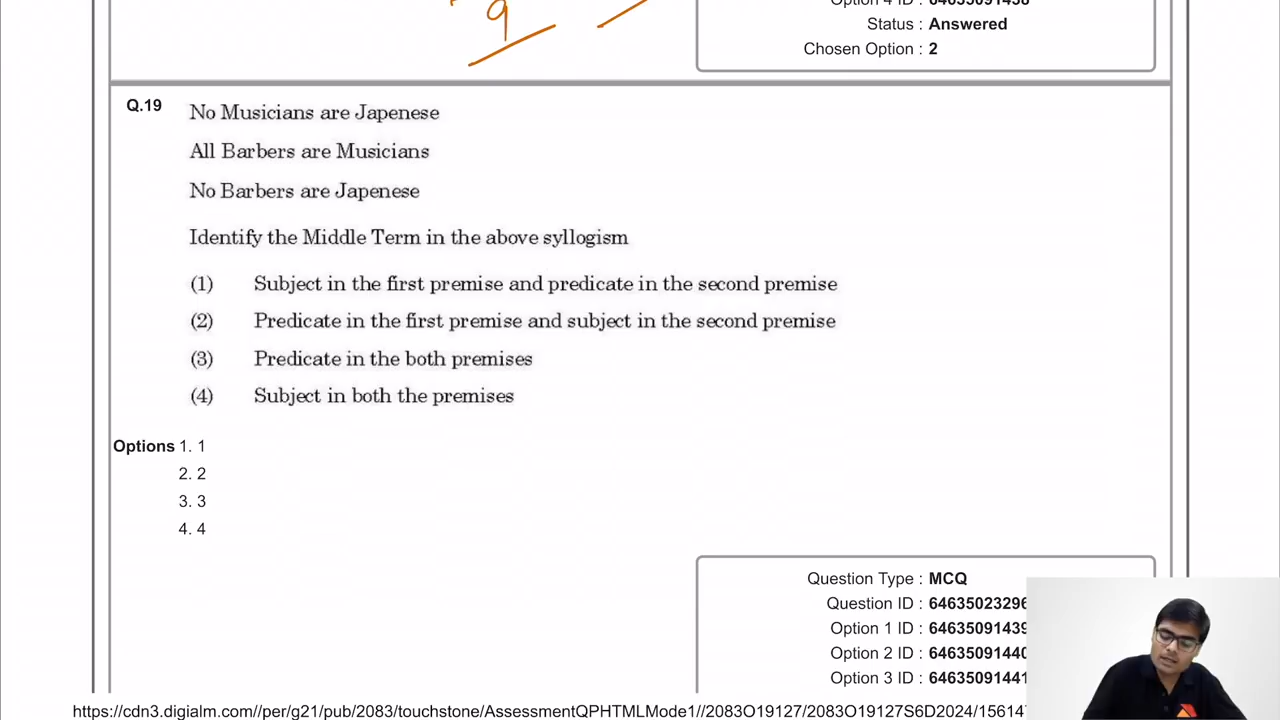 9
Status : Answered
Chosen Option : 2
Q.19 No Musicians are Japenese
All Barbers are Musicians
No Barbers are Japenese
Identify the Middle Term in the above syllogism
(1) Subject in the first premise and predicate in the second premise
(2) Predicate in the first premise and subject in the second premise
(3) Predicate in the both premises
(4) Subject in both the premises
Options 1. 1
2. 2
3. 3
4. 4
Question Type : MCQ
Question ID : 64635023296
Option 1 ID : 64635091439
Option 2 ID : 64635091440
Option 3 ID : 64635091441
https://cdn3.digialm.com//per/g21/pub/2083/touchstone/AssessmentQPHTMLMode1//2083O19127/2083O19127S6D2024/15614